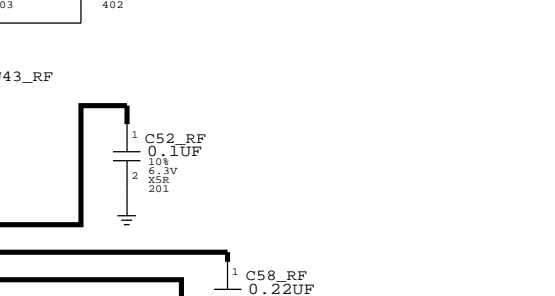 03
402
43_RF
1
C52_RF
0.1UF
10%
6.3V
2
X5R
201
1
C58_RF
0.22UF